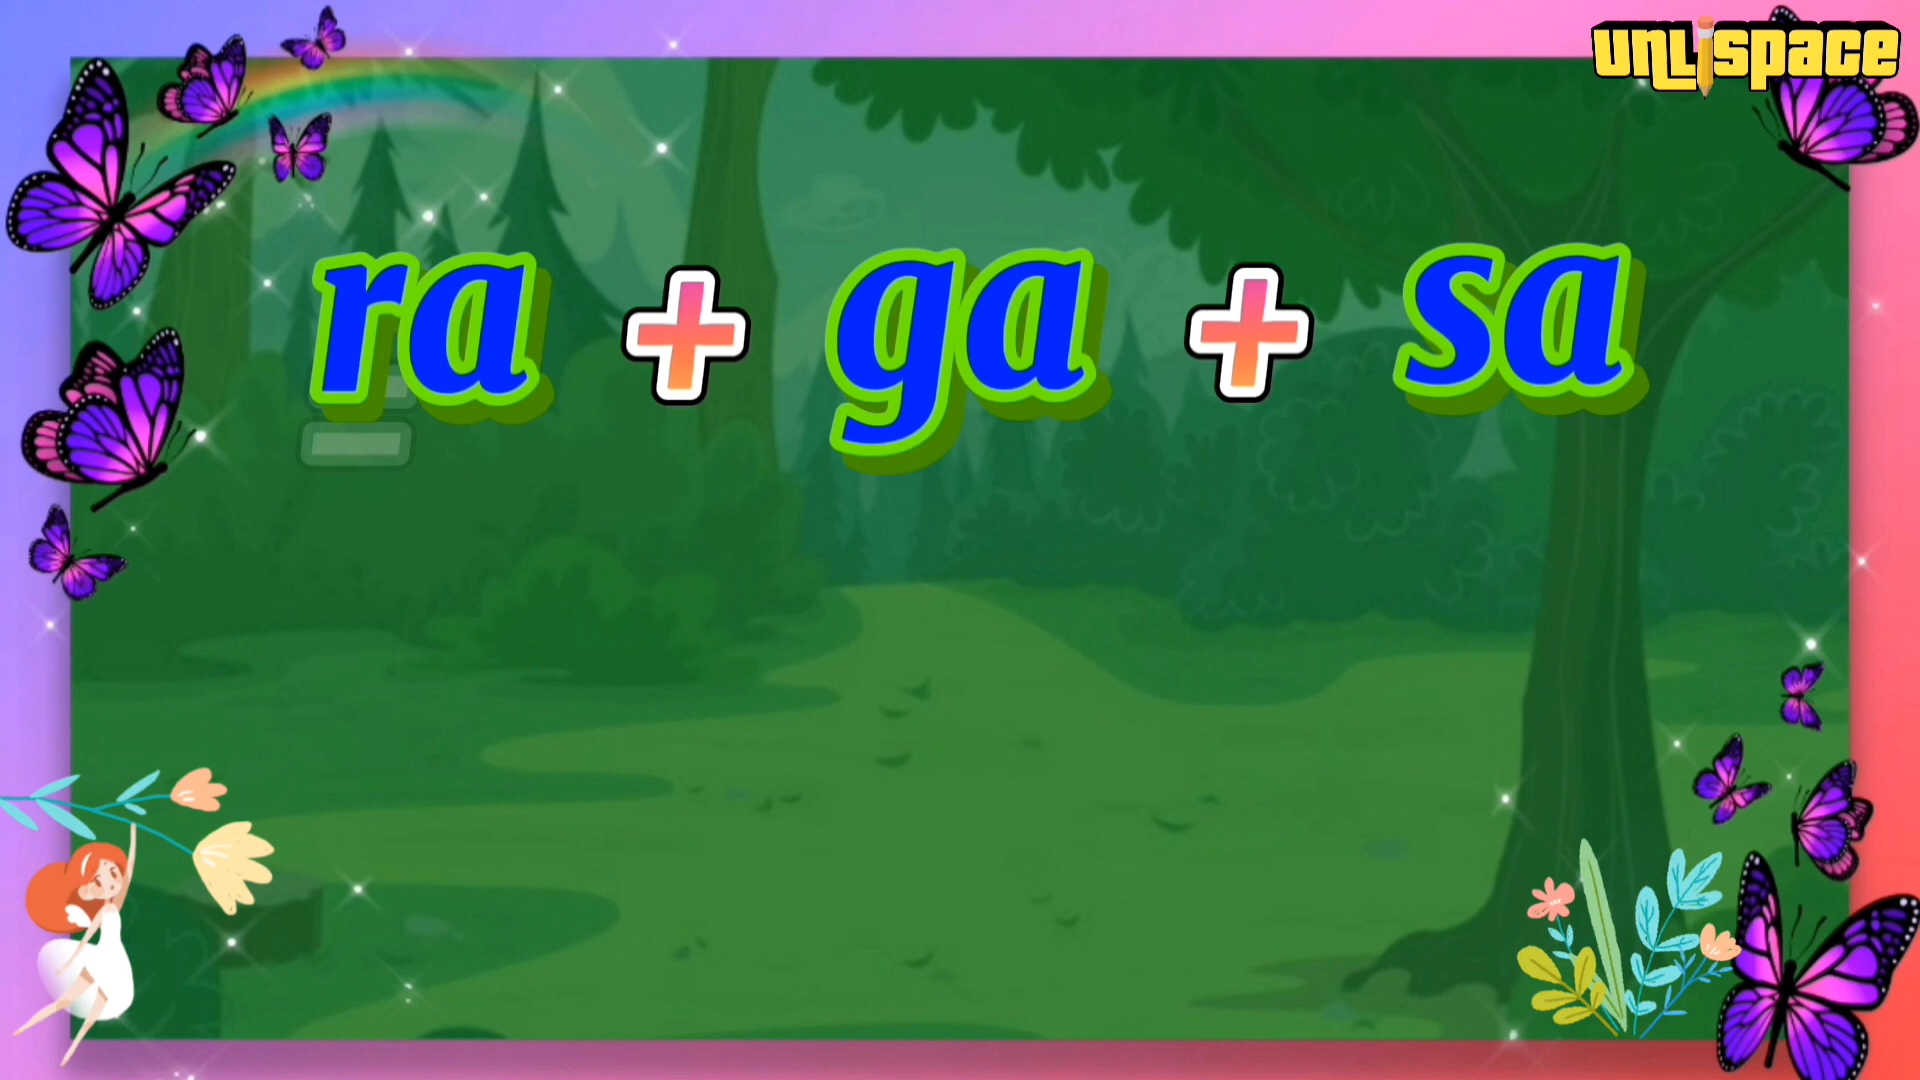 UNLISPACE
ra + ga + sa